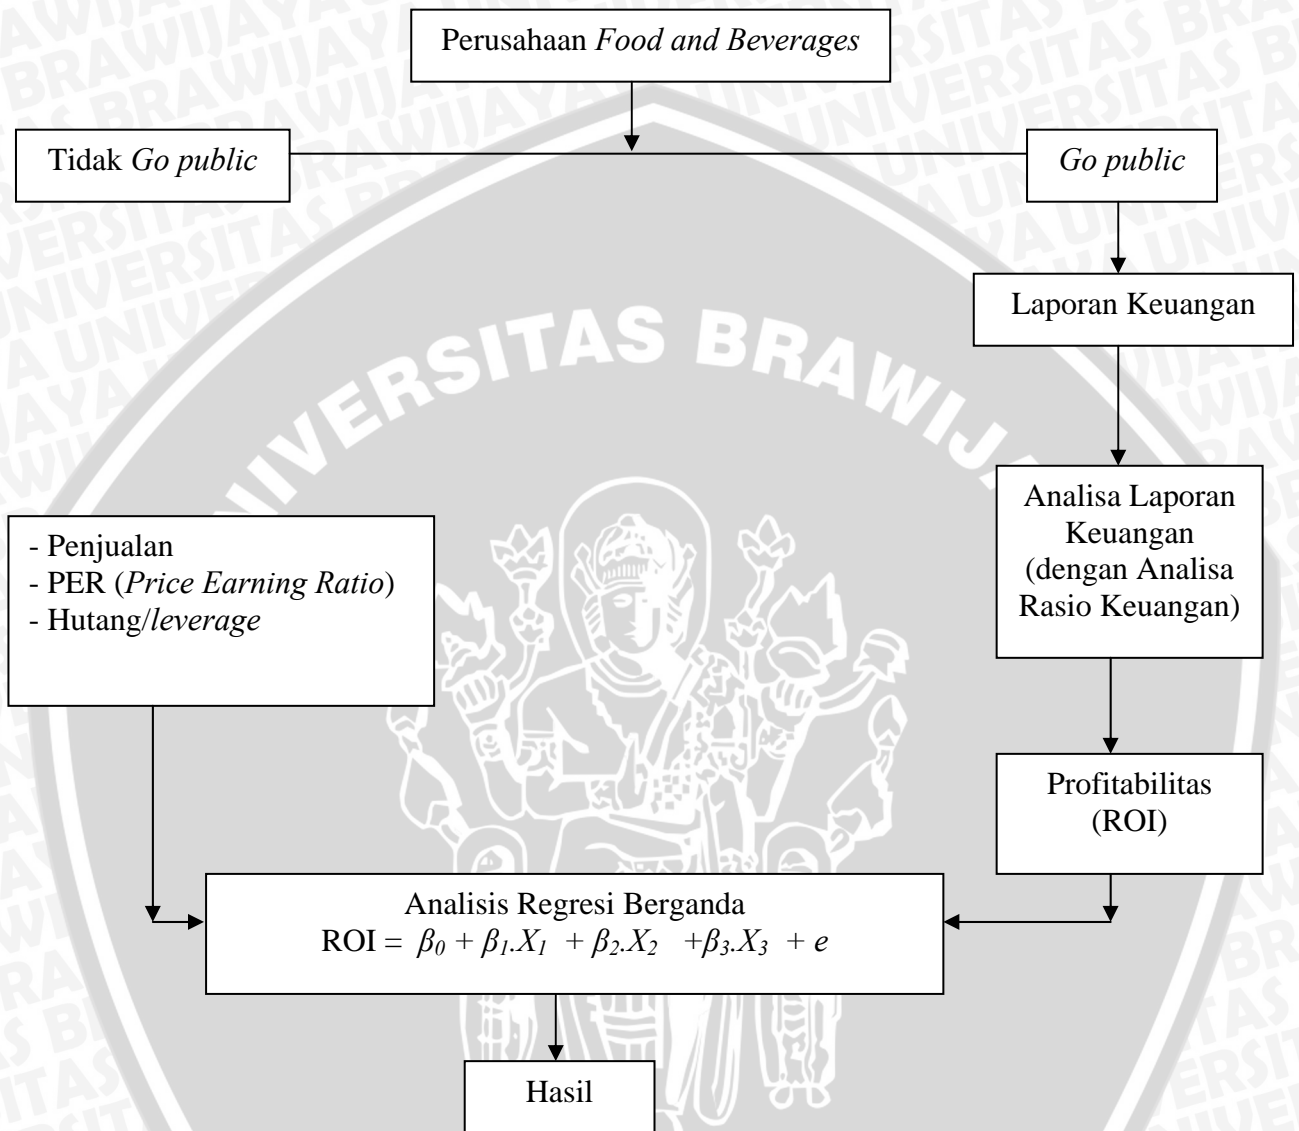 Perusahaan Food and Beverages
Tidak Go public
Go public
Laporan Keuangan
Analisa Laporan
Keuangan
(dengan Analisa
Rasio Keuangan)
- Penjualan
- PER (Price Earning Ratio)
- Hutang/leverage
Profitabilitas
(ROI)
Analisis Regresi Berganda
ROI = β0 + β1.X1 + β2.X2 +β3.X3 + e
Hasil
UNIVERSITAS BRAWIJAYA